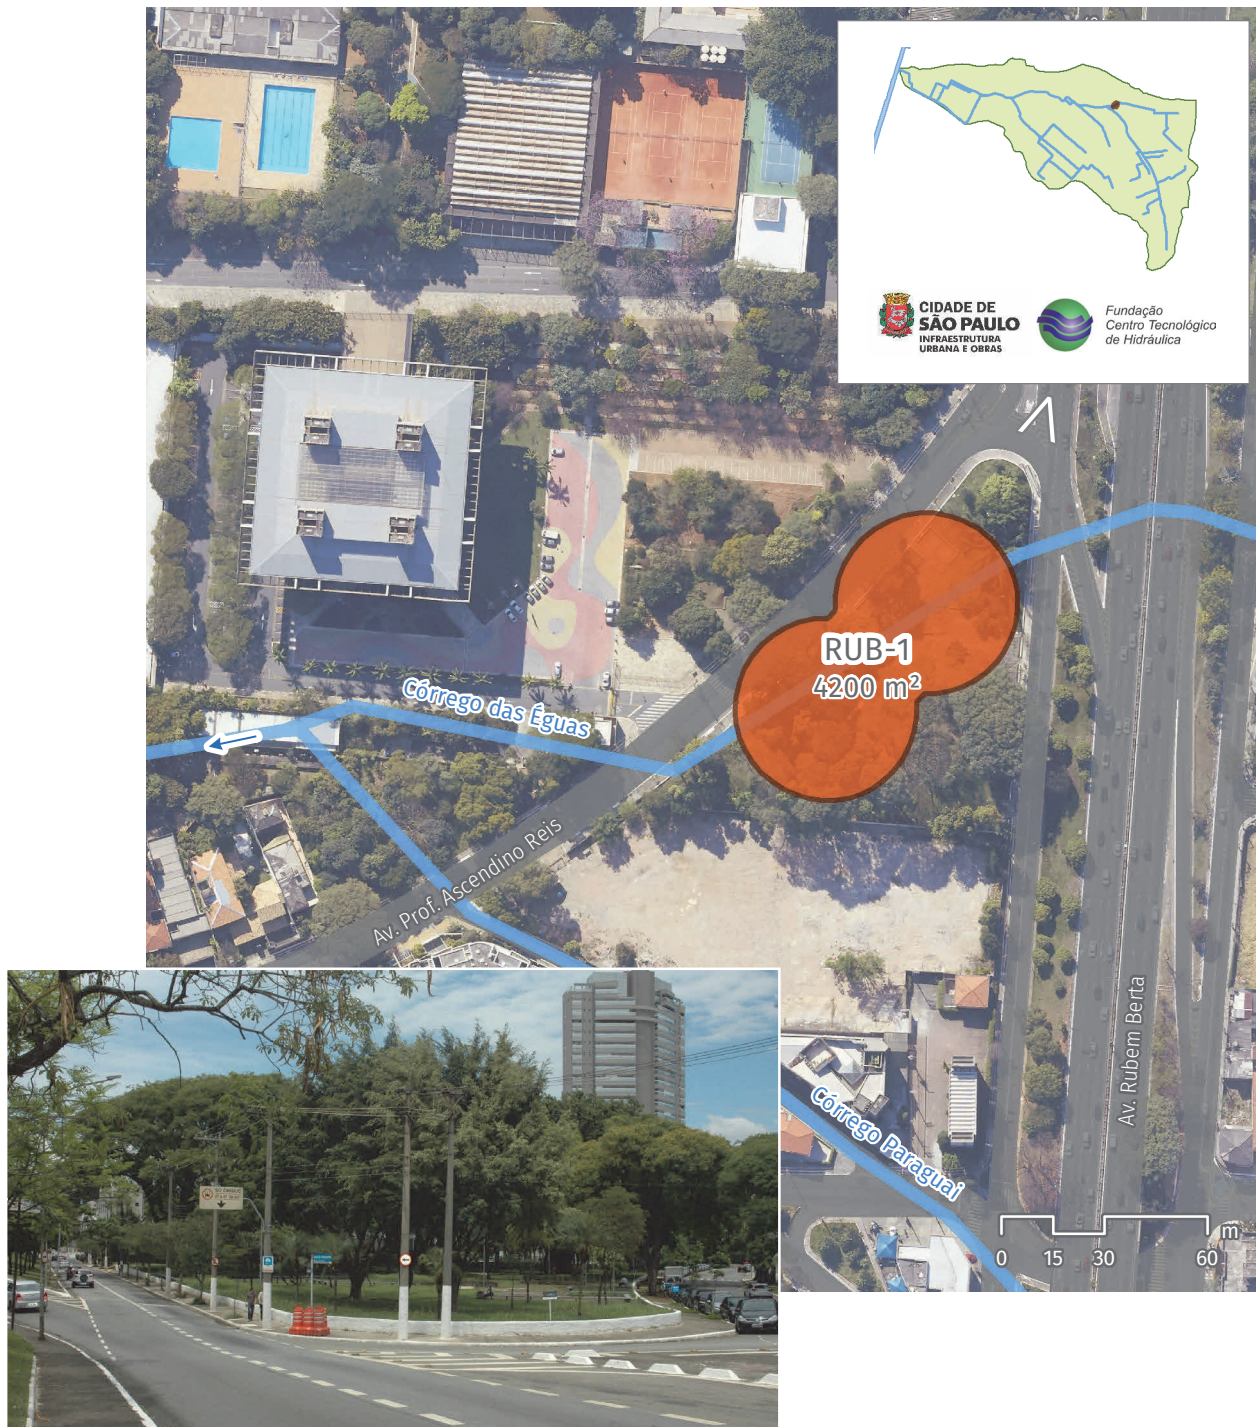 CIDADE DE
SÃO PAULO
INFRAESTRUTURA
URBANA E OBRAS
Fundação
Centro Tecnológico
de Hidráulica
RUB-1
4200 m²
Córrego das Éguas
Av. Prof. Ascendino Reis
Av. Rubem Berta
Córrego Paraguai
0 15 30 60 m